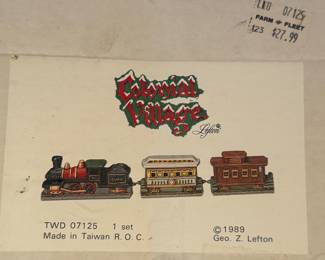 TWD 07125
FARM & FLEET
123 $27.99
Colonial
Village
Lefton
TWD 07125 1 set
Made in Taiwan R.O.C.
©1989
Geo. Z. Lefton